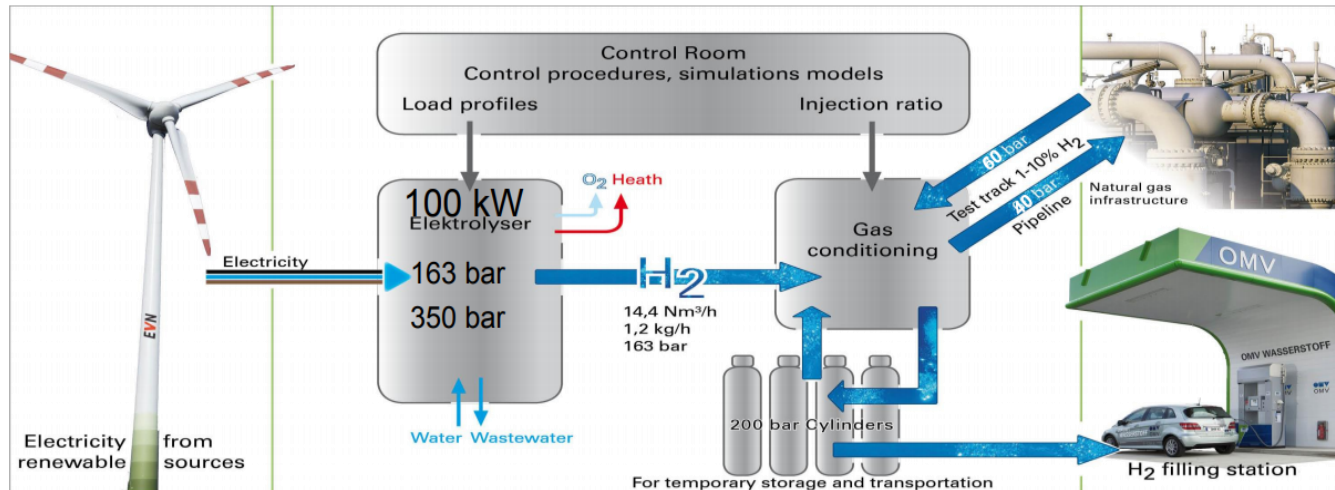 Control Room
Control procedures, simulations models
Load profiles
Injection ratio
100 kW
Elektrolyser
163 bar
350 bar
O2 Heath
Electricity
H2
14,4 Nm³/h
1,2 kg/h
163 bar
Water Wastewater
Gas
conditioning
60 bar
Test track 1-10% H2
bar
Pipeline
Natural gas
infrastructure
200 bar Cylinders
For temporary storage and transportation
EVN
Electricity from
renewable sources
OMV
OMV WASSERSTOFF
OMV
H2 filling station